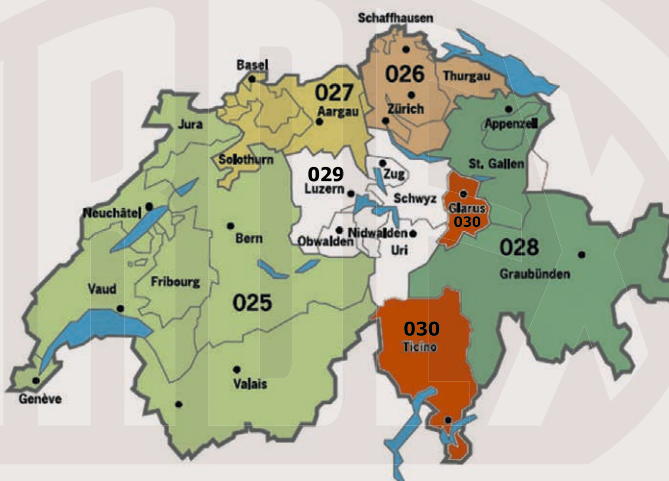 Schaffhausen
Basel
026
Thurgau
027
Aargau
Zürich
Jura
Appenzell
Solothurn
St. Gallen
029
Zug
Luzern
Schwyz
Neuchâtel
Glarus
030
Bern
Nidwalden
Obwalden
Uri
028
Graubünden
Fribourg
Vaud
025
030
Ticino
Valais
Genève